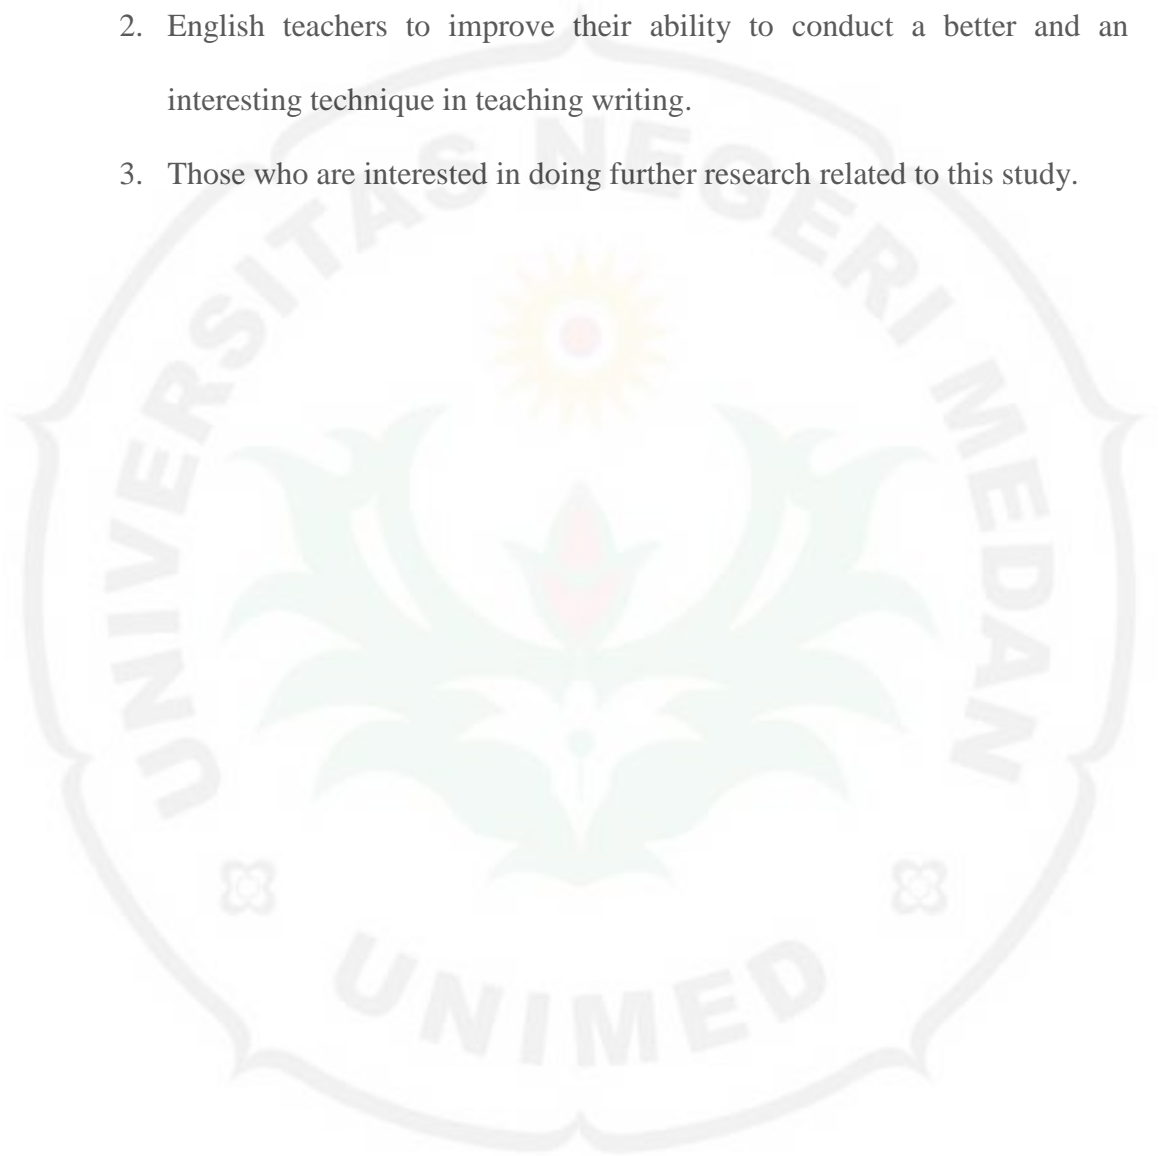 2. English teachers to improve their ability to conduct a better and an
interesting technique in teaching writing.
3. Those who are interested in doing further research related to this study.
UNIVERSITAS NEGERI MEDAN
UNIMED